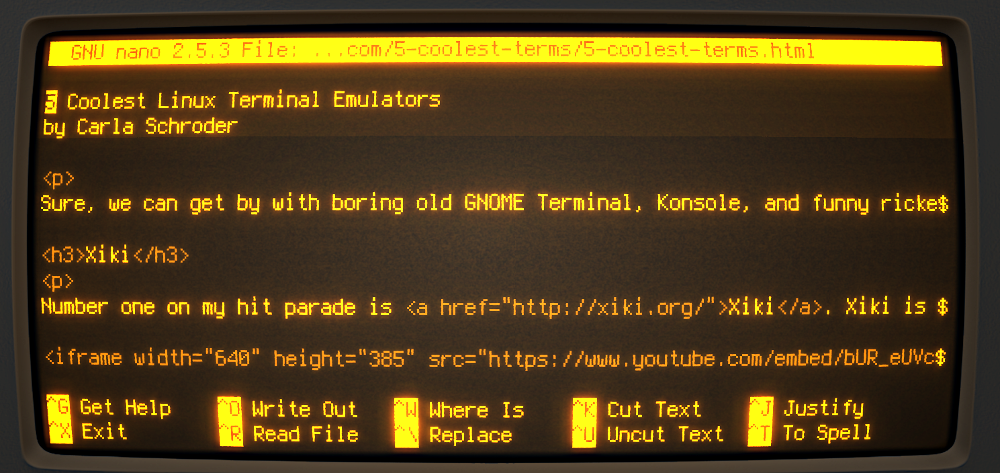 GNU nano 2.5.3 File: ...com/5-coolest-terms/5-coolest-terms.html
5 Coolest Linux Terminal Emulators
by Carla Schroder
<p>
Sure, we can get by with boring old GNOME Terminal, Konsole, and funny ricke$
<h3>Xiki</h3>
<p>
Number one on my hit parade is <a href="http://xiki.org/">Xiki</a>. Xiki is $
<iframe width="640" height="385" src="https://www.youtube.com/embed/bUR_eUVc$
^G Get Help ^O Write Out ^W Where Is ^K Cut Text ^J Justify
^X Exit ^R Read File ^\ Replace ^U Uncut Text ^T To Spell